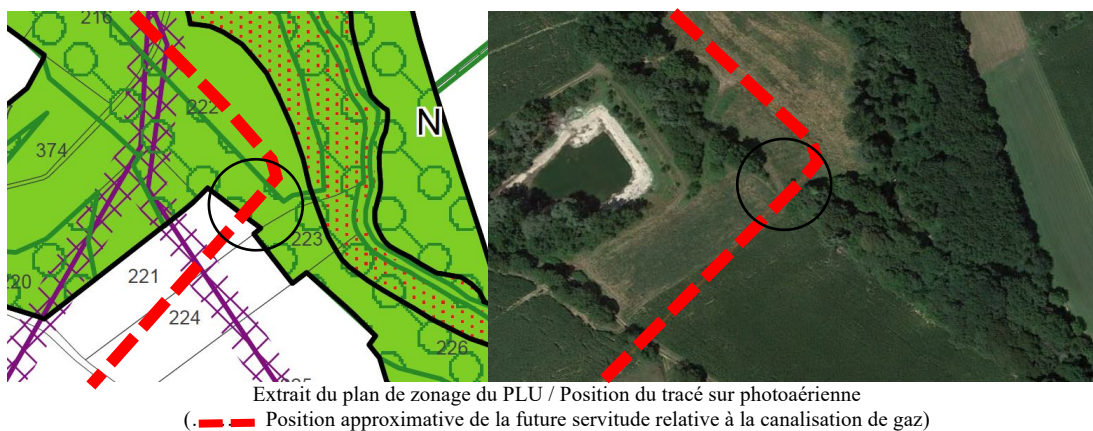 216
222
N
374
223
220
221
224
226
Extrait du plan de zonage du PLU / Position du tracé sur photoaérienne
(. Position approximative de la future servitude relative à la canalisation de gaz)